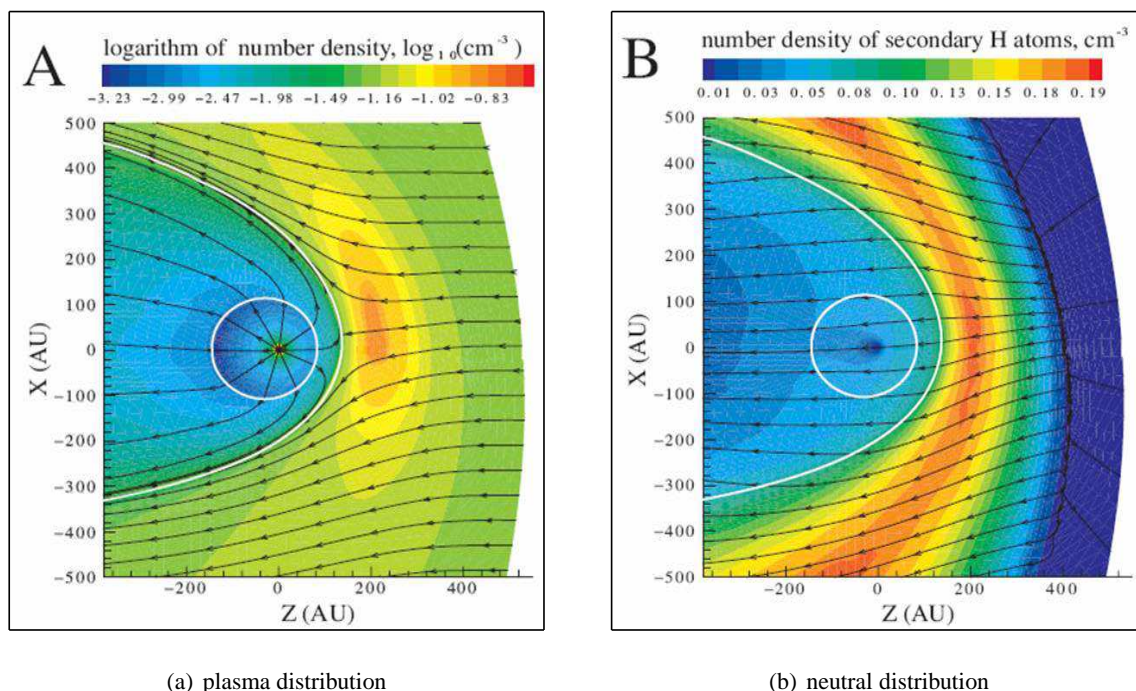 A
logarithm of number density, log₁₀(cm⁻³)
−3.23 −2.99 −2.47 −1.98 −1.49 −1.16 −1.02 −0.83
500
400
300
200
100
0
−100
−200
−300
−400
−500
X (AU)
−200 0 200 400
Z (AU)
(a) plasma distribution
B
number density of secondary H atoms, cm⁻³
0.01 0.03 0.05 0.08 0.10 0.13 0.15 0.18 0.19
500
400
300
200
100
0
−100
−200
−300
−400
−500
X (AU)
−200 0 200 400
Z (AU)
(b) neutral distribution